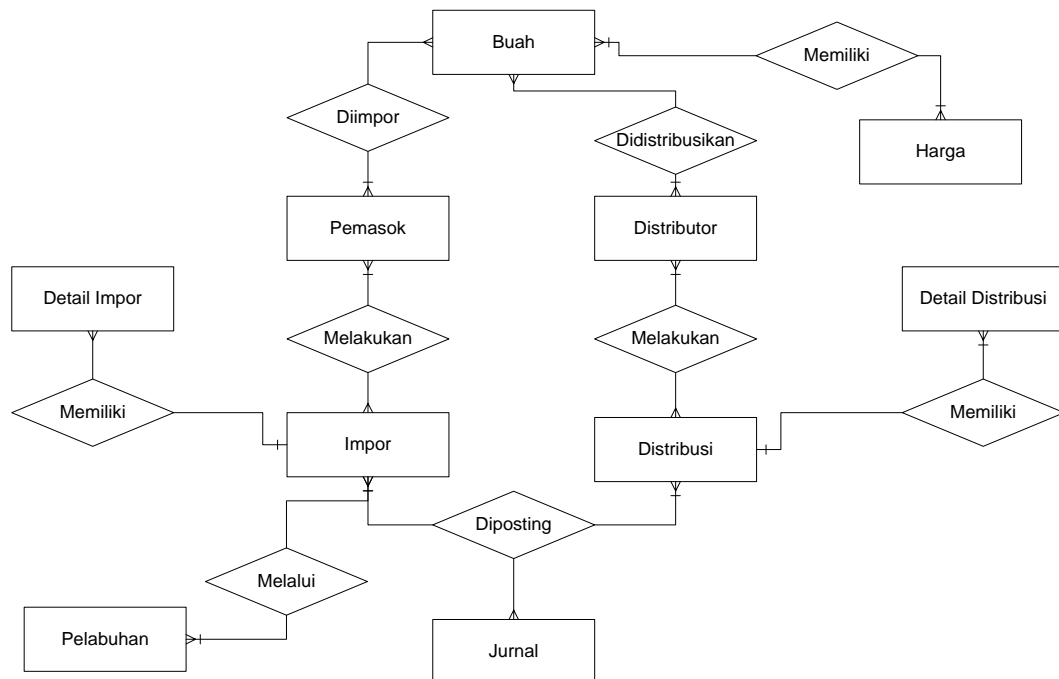 Buah
Memiliki
Diimpor
Didistribusikan
Harga
Pemasok
Distributor
Detail Impor
Detail Distribusi
Melakukan
Melakukan
Memiliki
Memiliki
Impor
Distribusi
Diposting
Melalui
Pelabuhan
Jurnal